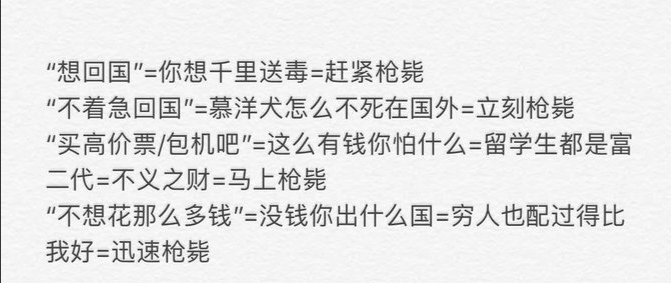 “想回国”=你想千里送毒=赶紧枪毙
“不着急回国”=慕洋犬怎么不死在国外=立刻枪毙
“买高价票/包机吧”=这么有钱你怕什么=留学生都是富
二代=不义之财=马上枪毙
“不想花那么多钱”=没钱你出什么国=穷人也配过得比
我好=迅速枪毙